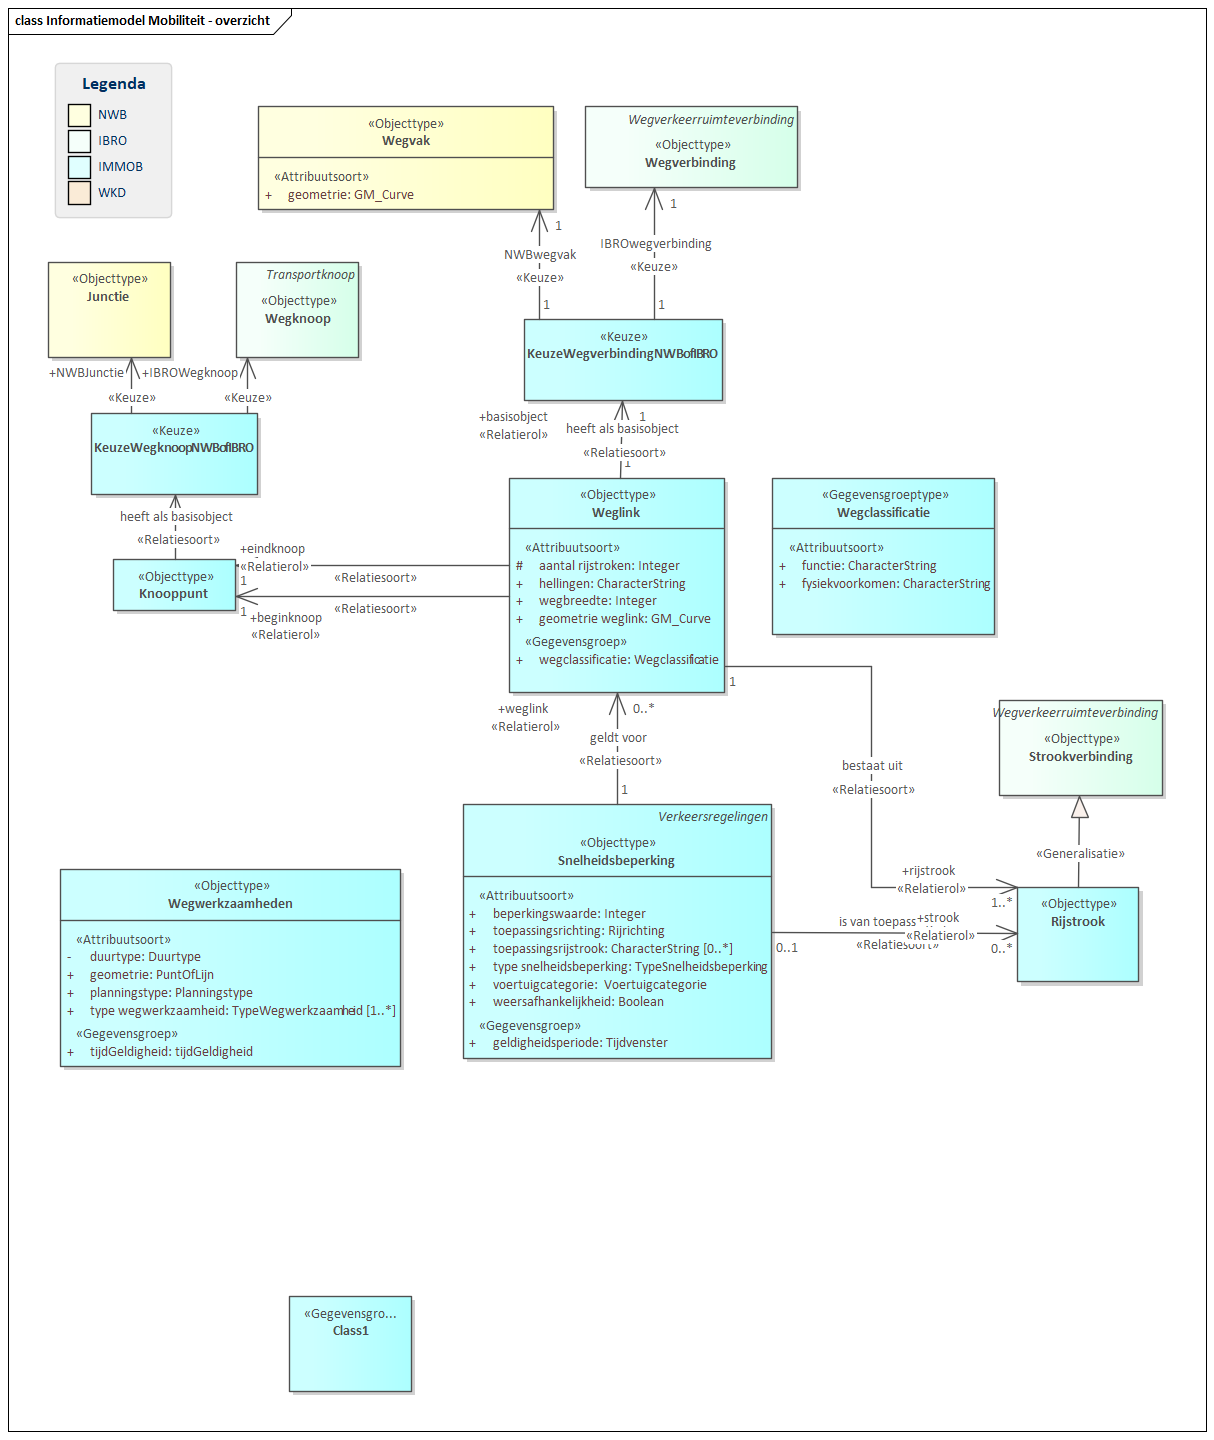 class Informatiemodel Mobiliteit - overzicht
Legenda
NWB
IBRO
IMMOB
WKD
«Objecttype»
Wegvak
«Attribuutsoort»
+ geometrie: GM_Curve
Wegverkeerruimteverbinding
«Objecttype»
Wegverbinding
1
NWBwegvak
«Keuze»
1
1
IBROwegverbinding
«Keuze»
1
«Objecttype»
Junctie
Transportknoop
«Objecttype»
Wegknoop
+NWBJunctie
«Keuze»
+IBROWegknoop
«Keuze»
«Keuze»
KeuzeWegverbindingNWBofIBRO
«Keuze»
KeuzeWegknoopNWBofIBRO
+basisobject
«Relatierol»
1
heeft als basisobject
«Relatiesoort»
1
heeft als basisobject
«Relatiesoort»
«Objecttype»
Knooppunt
+eindknoop
«Relatierol»
1
«Relatiesoort»
«Relatiesoort»
1
+beginknoop
«Relatierol»
«Objecttype»
Weglink
«Attribuutsoort»
# aantal rijstroken: Integer
+ hellingen: CharacterString
+ wegbreedte: Integer
+ geometrie weglink: GM_Curve
«Gegevensgroep»
+ wegclassificatie: Wegclassificatie
«Gegevensgroeptype»
Wegclassificatie
«Attribuutsoort»
+ functie: CharacterString
+ fysiekvoorkomen: CharacterString
1
+weglink
«Relatierol»
0..*
geldt voor
«Relatiesoort»
1
bestaat uit
«Relatiesoort»
Wegverkeerruimteverbinding
«Objecttype»
Strookverbinding
«Generalisatie»
Verkeersregelingen
«Objecttype»
Snelheidsbeperking
«Attribuutsoort»
+ beperkingswaarde: Integer
+ toepassingsrichting: Rijrichting
+ toepassingsrijstrook: CharacterString [0..*]
+ type snelheidsbeperking: TypeSnelheidsbeperking
+ voertuigcategorie: Voertuigcategorie
+ weersafhankelijkheid: Boolean
«Gegevensgroep»
+ geldigheidsperiode: Tijdvenster
+rijstrook
«Relatierol»
1..*
is van toepass
+strook
«Relatierol»
«Relatiesoort»
0..1
0..*
«Objecttype»
Rijstrook
«Objecttype»
Wegwerkzaamheden
«Attribuutsoort»
- duurtype: Duurtype
+ geometrie: PuntOfLijn
+ planningstype: Planningstype
+ type wegwerkzaamheid: TypeWegwerkzaamheid [1..*]
«Gegevensgroep»
+ tijdGeldigheid: tijdGeldigheid
«Gegevensgro...
Class1